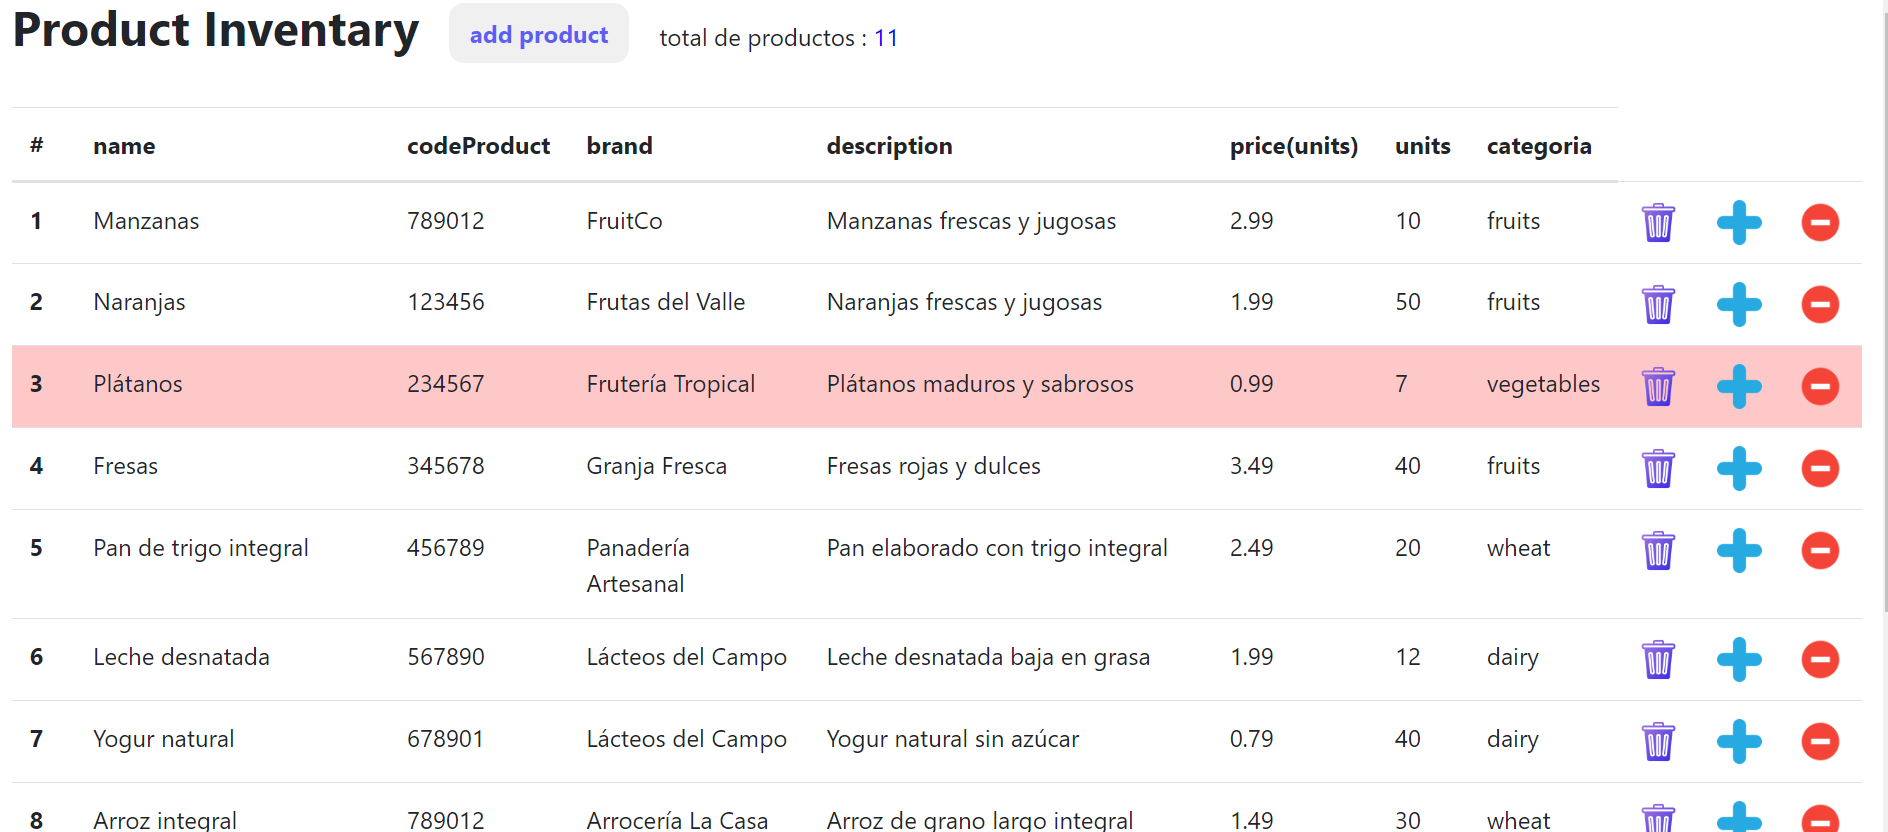 Product Inventary add product total de productos : 11
# name codeProduct brand description price(units) units categoria
1 Manzanas 789012 FruitCo Manzanas frescas y jugosas 2.99 10 fruits
2 Naranjas 123456 Frutas del Valle Naranjas frescas y jugosas 1.99 50 fruits
3 Plátanos 234567 Frutería Tropical Plátanos maduros y sabrosos 0.99 7 vegetables
4 Fresas 345678 Granja Fresca Fresas rojas y dulces 3.49 40 fruits
5 Pan de trigo integral 456789 Panadería Pan elaborado con trigo integral 2.49 20 wheat
Artesanal
6 Leche desnatada 567890 Lácteos del Campo Leche desnatada baja en grasa 1.99 12 dairy
7 Yogur natural 678901 Lácteos del Campo Yogur natural sin azúcar 0.79 40 dairy
8 Arroz integral 789012 Arrocería La Casa Arroz de grano largo integral 1.49 30 wheat